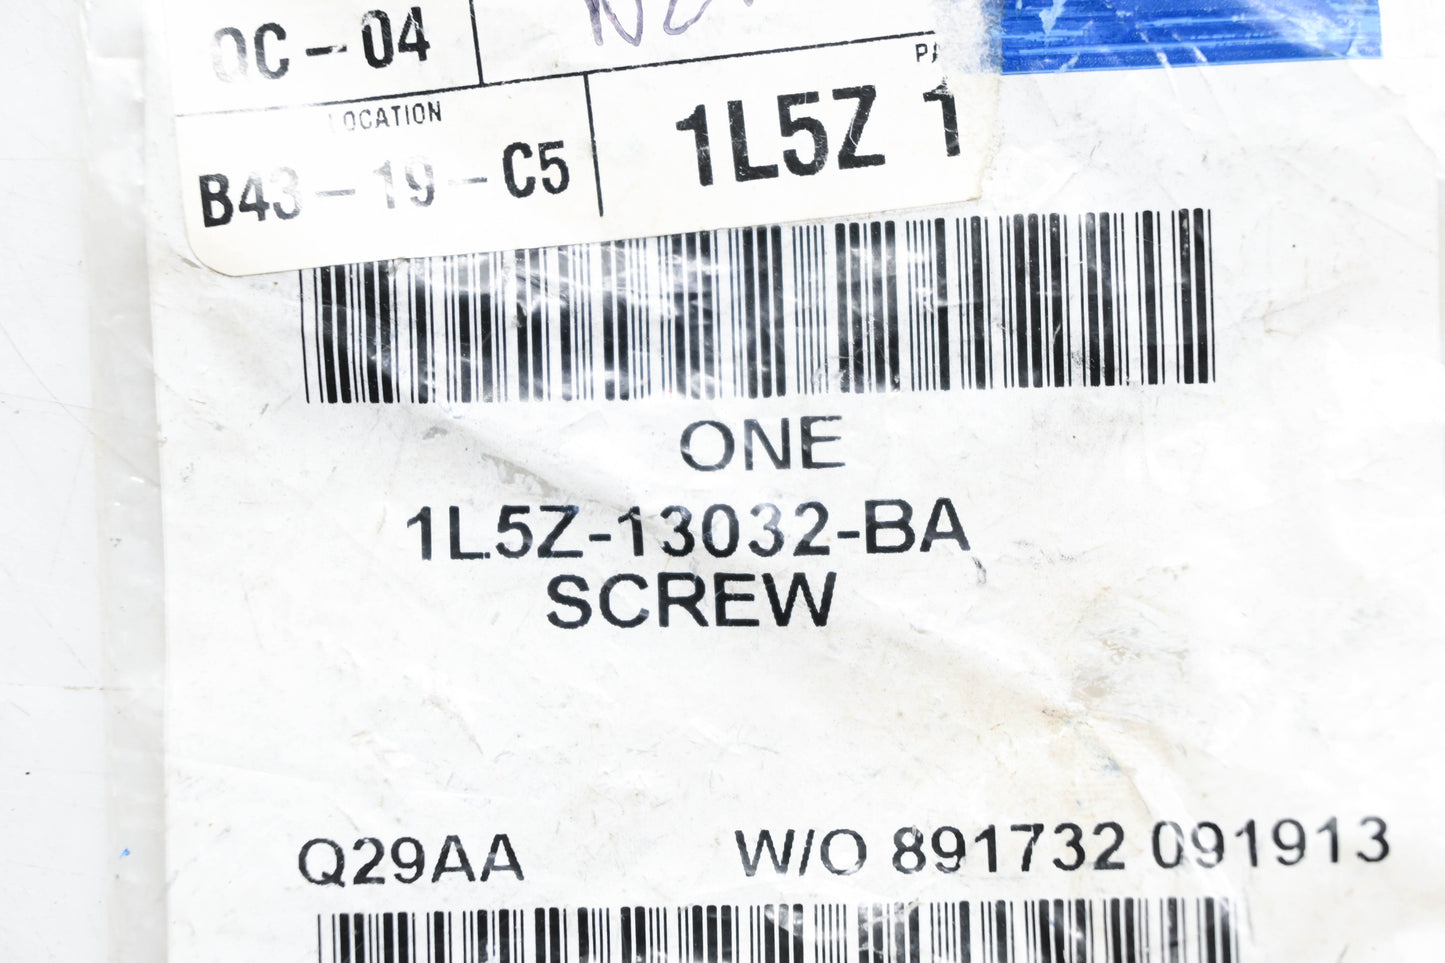 OC-04
LOCATION
B43-19-C5
1L5Z 1
ONE
1L5Z-13032-BA
SCREW
Q29AA W/O 891732 091913